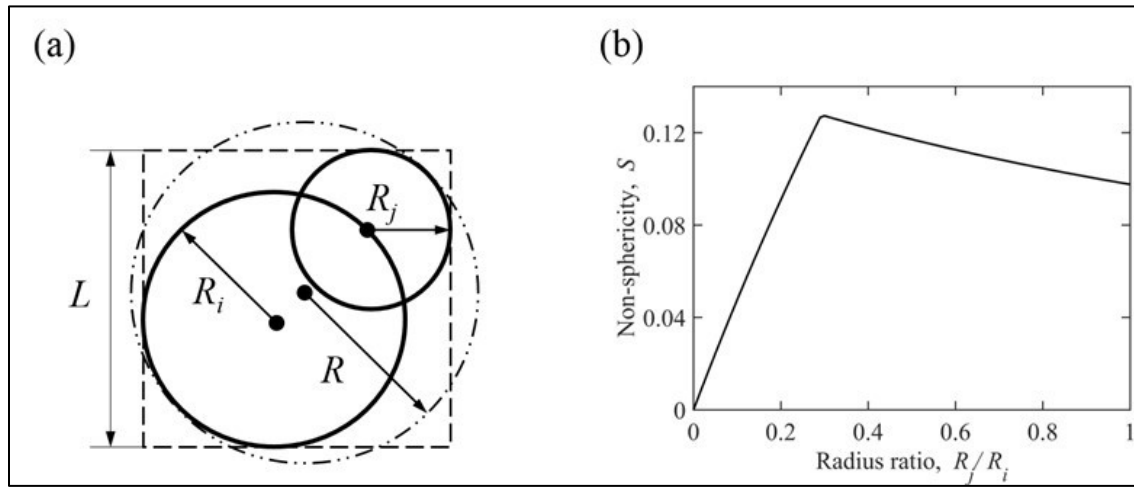 (a)
L
R_i
R_j
R
(b)
Non-sphericity, S
0.12
0.08
0.04
0
0
0.2
0.4
0.6
0.8
1
Radius ratio, R_j/R_i